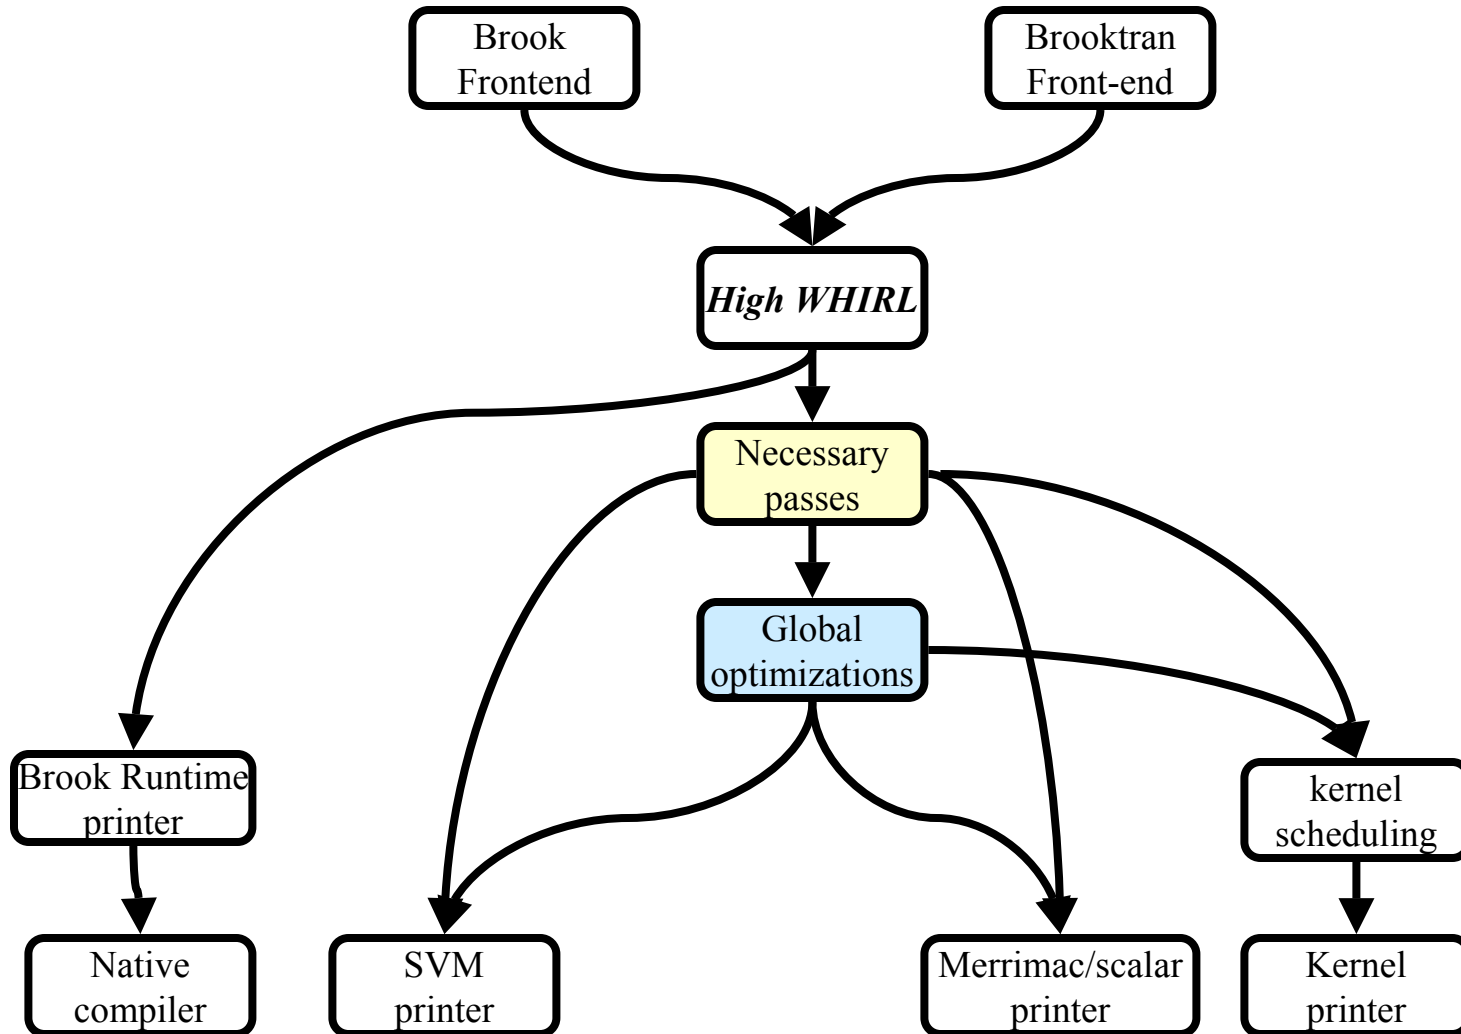 Brook
Frontend
Brooktran
Front-end
High WHIRL
Necessary
passes
Global
optimizations
Brook Runtime
printer
kernel
scheduling
Native
compiler
SVM
printer
Merrimac/scalar
printer
Kernel
printer